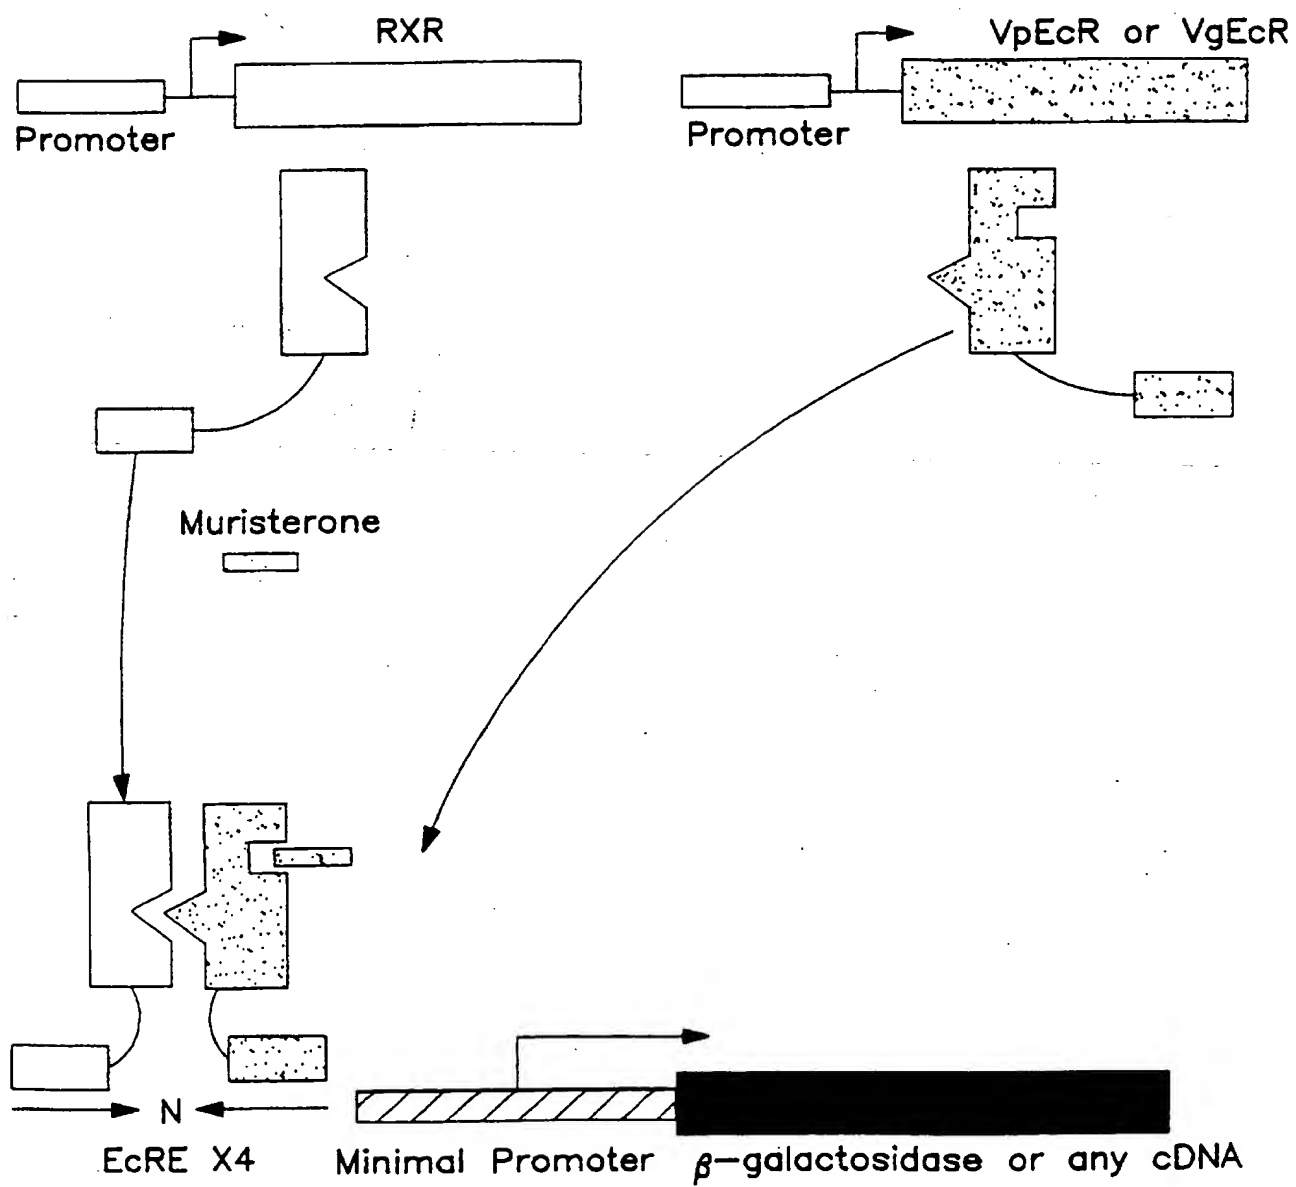 RXR
VpEcR or VgEcR
Promoter
Promoter
Muristerone
N
EcRE X4
Minimal Promoter
β-galactosidase or any cDNA